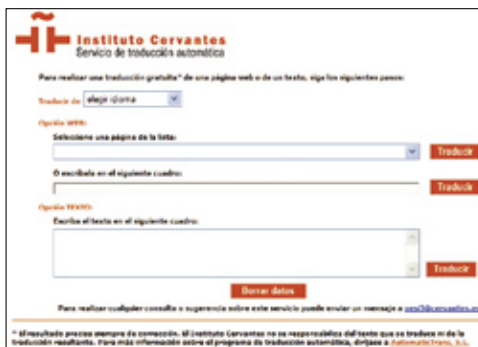 Instituto Cervantes
Servicio de traducción automática
Para realizar una traducción gratuita* de una página web o de un texto, siga los siguientes pasos:
Traducir de elegir idioma
Opción WEB:
Seleccione una página de la lista:
Traducir
O escríbala en el siguiente cuadro:
Traducir
Opción TEXTO:
Escriba el texto en el siguiente cuadro:
Traducir
Borrar datos
Para realizar cualquier consulta o sugerencia sobre este servicio puede enviar un mensaje a
* El resultado precisa siempre de corrección. El Instituto Cervantes no se responsabiliza del texto que se traduce ni de la
traducción resultante. Para más información sobre el programa de traducción automática, diríjase a AutomaticTrans, S.L.